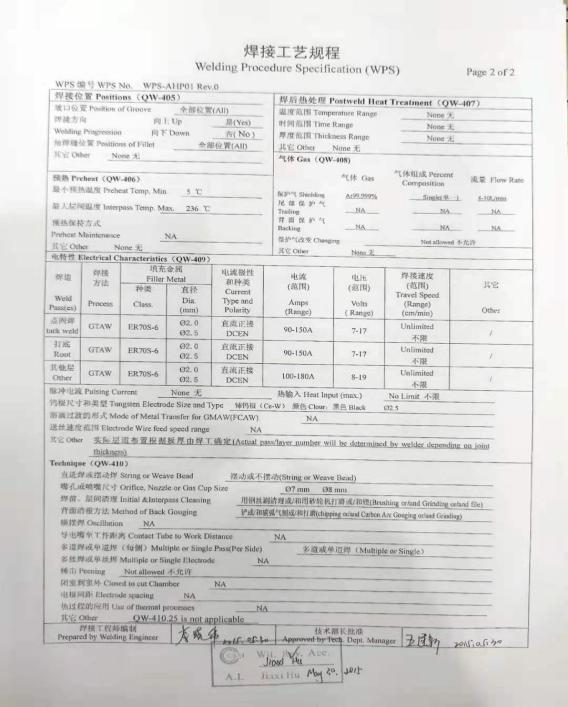 焊接工艺规程
Welding Procedure Specification (WPS)
Page 2 of 2
WPS 编号 WPS No. WPS-AHP01 Rev.0
焊接位置 Positions (QW-405)
坡口位置 Position of Groove 全部位置(All)
焊接方向 向上 Up 是(Yes)
Welding Progression 向下 Down 否( No )
角焊缝位置 Positions of Fillet 全部位置(All)
其它 Other None 无
焊后热处理 Postweld Heat Treatment (QW-407)
温度范围 Temperature Range None 无
时间范围 Time Range None 无
厚度范围 Thickness Range None 无
其它 Other None 无
预热 Preheat (QW-406)
最小预热温度 Preheat Temp, Min 5 ℃
最大层间温度 Interpass Temp. Max. 236 ℃
预热保持方式
Preheat Maintenance NA
其它 Other None 无
气体 Gas (QW-408)
气体 Gas 气体组成 Percent 流量 Flow Rate
Composition
保护气 Shielding Ar99.999% Single(单一) 6-10L/min
尾部保护气
Trailing NA NA NA
背面保护气
Backing NA NA NA
保护气改变 Changing Not allowed 不允许
其它 Other None 无
电特性 Electrical Characteristics (QW-409)
焊道 焊接方法 填充金属 电流极性和种类 电流(范围) 电压(范围) 焊接速度(范围) 其它
Filler Metal
种类 直径
Weld Pass(es) Process Class. Dia. (mm) Current Type and Polarity Amps (Range) Volts ( Range) Travel Speed (Range) (cm/min) Other
点固焊 tack weld GTAW ER70S-6 Ø2.0 Ø2.5 直流正接 DCEN 90-150A 7-17 Unlimited 不限 /
打底 Root GTAW ER70S-6 Ø2.0 Ø2.5 直流正接 DCEN 90-150A 7-17 Unlimited 不限 /
其他层 Other GTAW ER70S-6 Ø2.0 Ø2.5 直流正接 DCEN 100-180A 8-19 Unlimited 不限 /
脉冲电流 Pulsing Current None 无 热输入 Heat Input (max.) No Limit 不限
钨极尺寸和类型 Tungsten Electrode Size and Type 铈钨极 (Ce-W) 颜色 Clour: 黑色 Black Ø2.5
熔滴过渡的形式 Mode of Metal Transfer for GMAW(FCAW) NA
送丝速度范围 Electrode Wire feed speed range NA
其它 Other 实际层道布置根据板厚由焊工确定(Actual pass/layer number will be determined by welder depending on joint
thickness)
Technique (QW-410)
直进焊或摆动焊 String or Weave Bead 摆动或不摆动(String or Weave Bead)
嘴孔或喷嘴尺寸 Orifice, Nozzle or Gas Cup Size Ø7 mm Ø8 mm
焊前、层间清理 Initial &Interpass Cleaning 用钢丝刷清理或/和用砂轮机打磨或/和锉(Brushing or/and Grinding or/and file)
背面清根方法 Method of Back Gouging 铲或/和碳弧气刨或/和打磨(chipping or/and Carbon Arc Gouging or/and Grinding)
横摆焊 Oscillation NA
导电嘴至工件距离 Contact Tube to Work Distance NA
多道焊或单道焊(每侧) Multiple or Single Pass(Per Side) 多道或单道焊 (Multiple or Single)
多丝焊或单丝焊 Multiple or Single Electrode NA
锤击 Peening Not allowed 不允许
闭室到室外 Closed to out Chamber NA
电极间距 Electrode spacing NA
热过程的应用 Use of thermal processes NA
其它 Other QW-410.25 is not applicable
焊接工程师编制
Prepared by Welding Engineer 2015.05.30
技术部长批准
Approved by Tech. Dept. Manager 2015.05.30
Wit. Rev. Acc.
A.I. Jiaxi Hu May 30. 2015